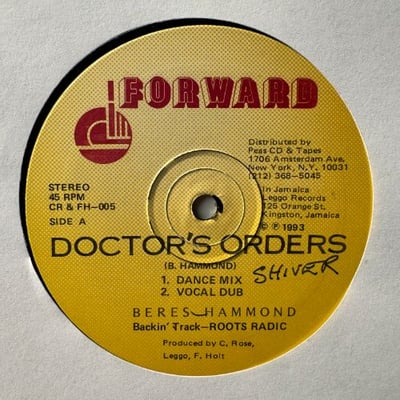 FORWARD
Distributed by
Peas CD & Tapes
1706 Amsterdam Ave.
New York, N.Y. 10031
(212) 368-5045
In Jamaica
Leggo Records
125 Orange St.
Kingston, Jamaica
℗ © 1993
STEREO
45 RPM
CR & FH-005
SIDE A
DOCTOR'S ORDERS
(B. HAMMOND)
SHIVER
1. DANCE MIX
2. VOCAL DUB
BERES HAMMOND
Backin' Track—ROOTS RADIC
Produced by C. Rose,
Leggo, F. Holt